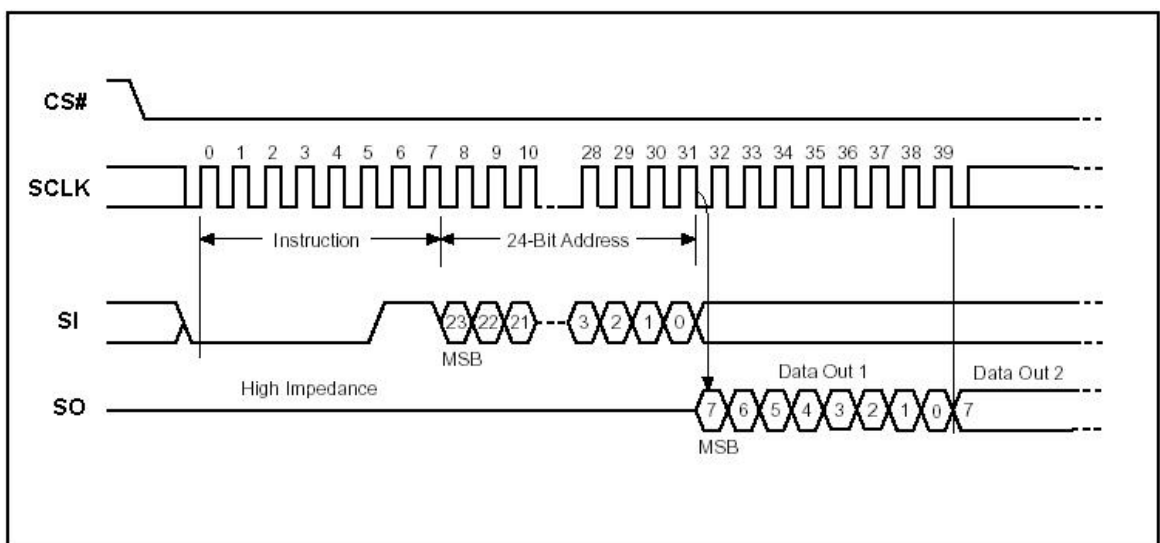 CS#
0 1 2 3 4 5 6 7 8 9 10 28 29 30 31 32 33 34 35 36 37 38 39
SCLK
Instruction 24-Bit Address
SI 23 22 21 3 2 1 0
MSB
High Impedance Data Out 1 Data Out 2
SO 7 6 5 4 3 2 1 0 7
MSB